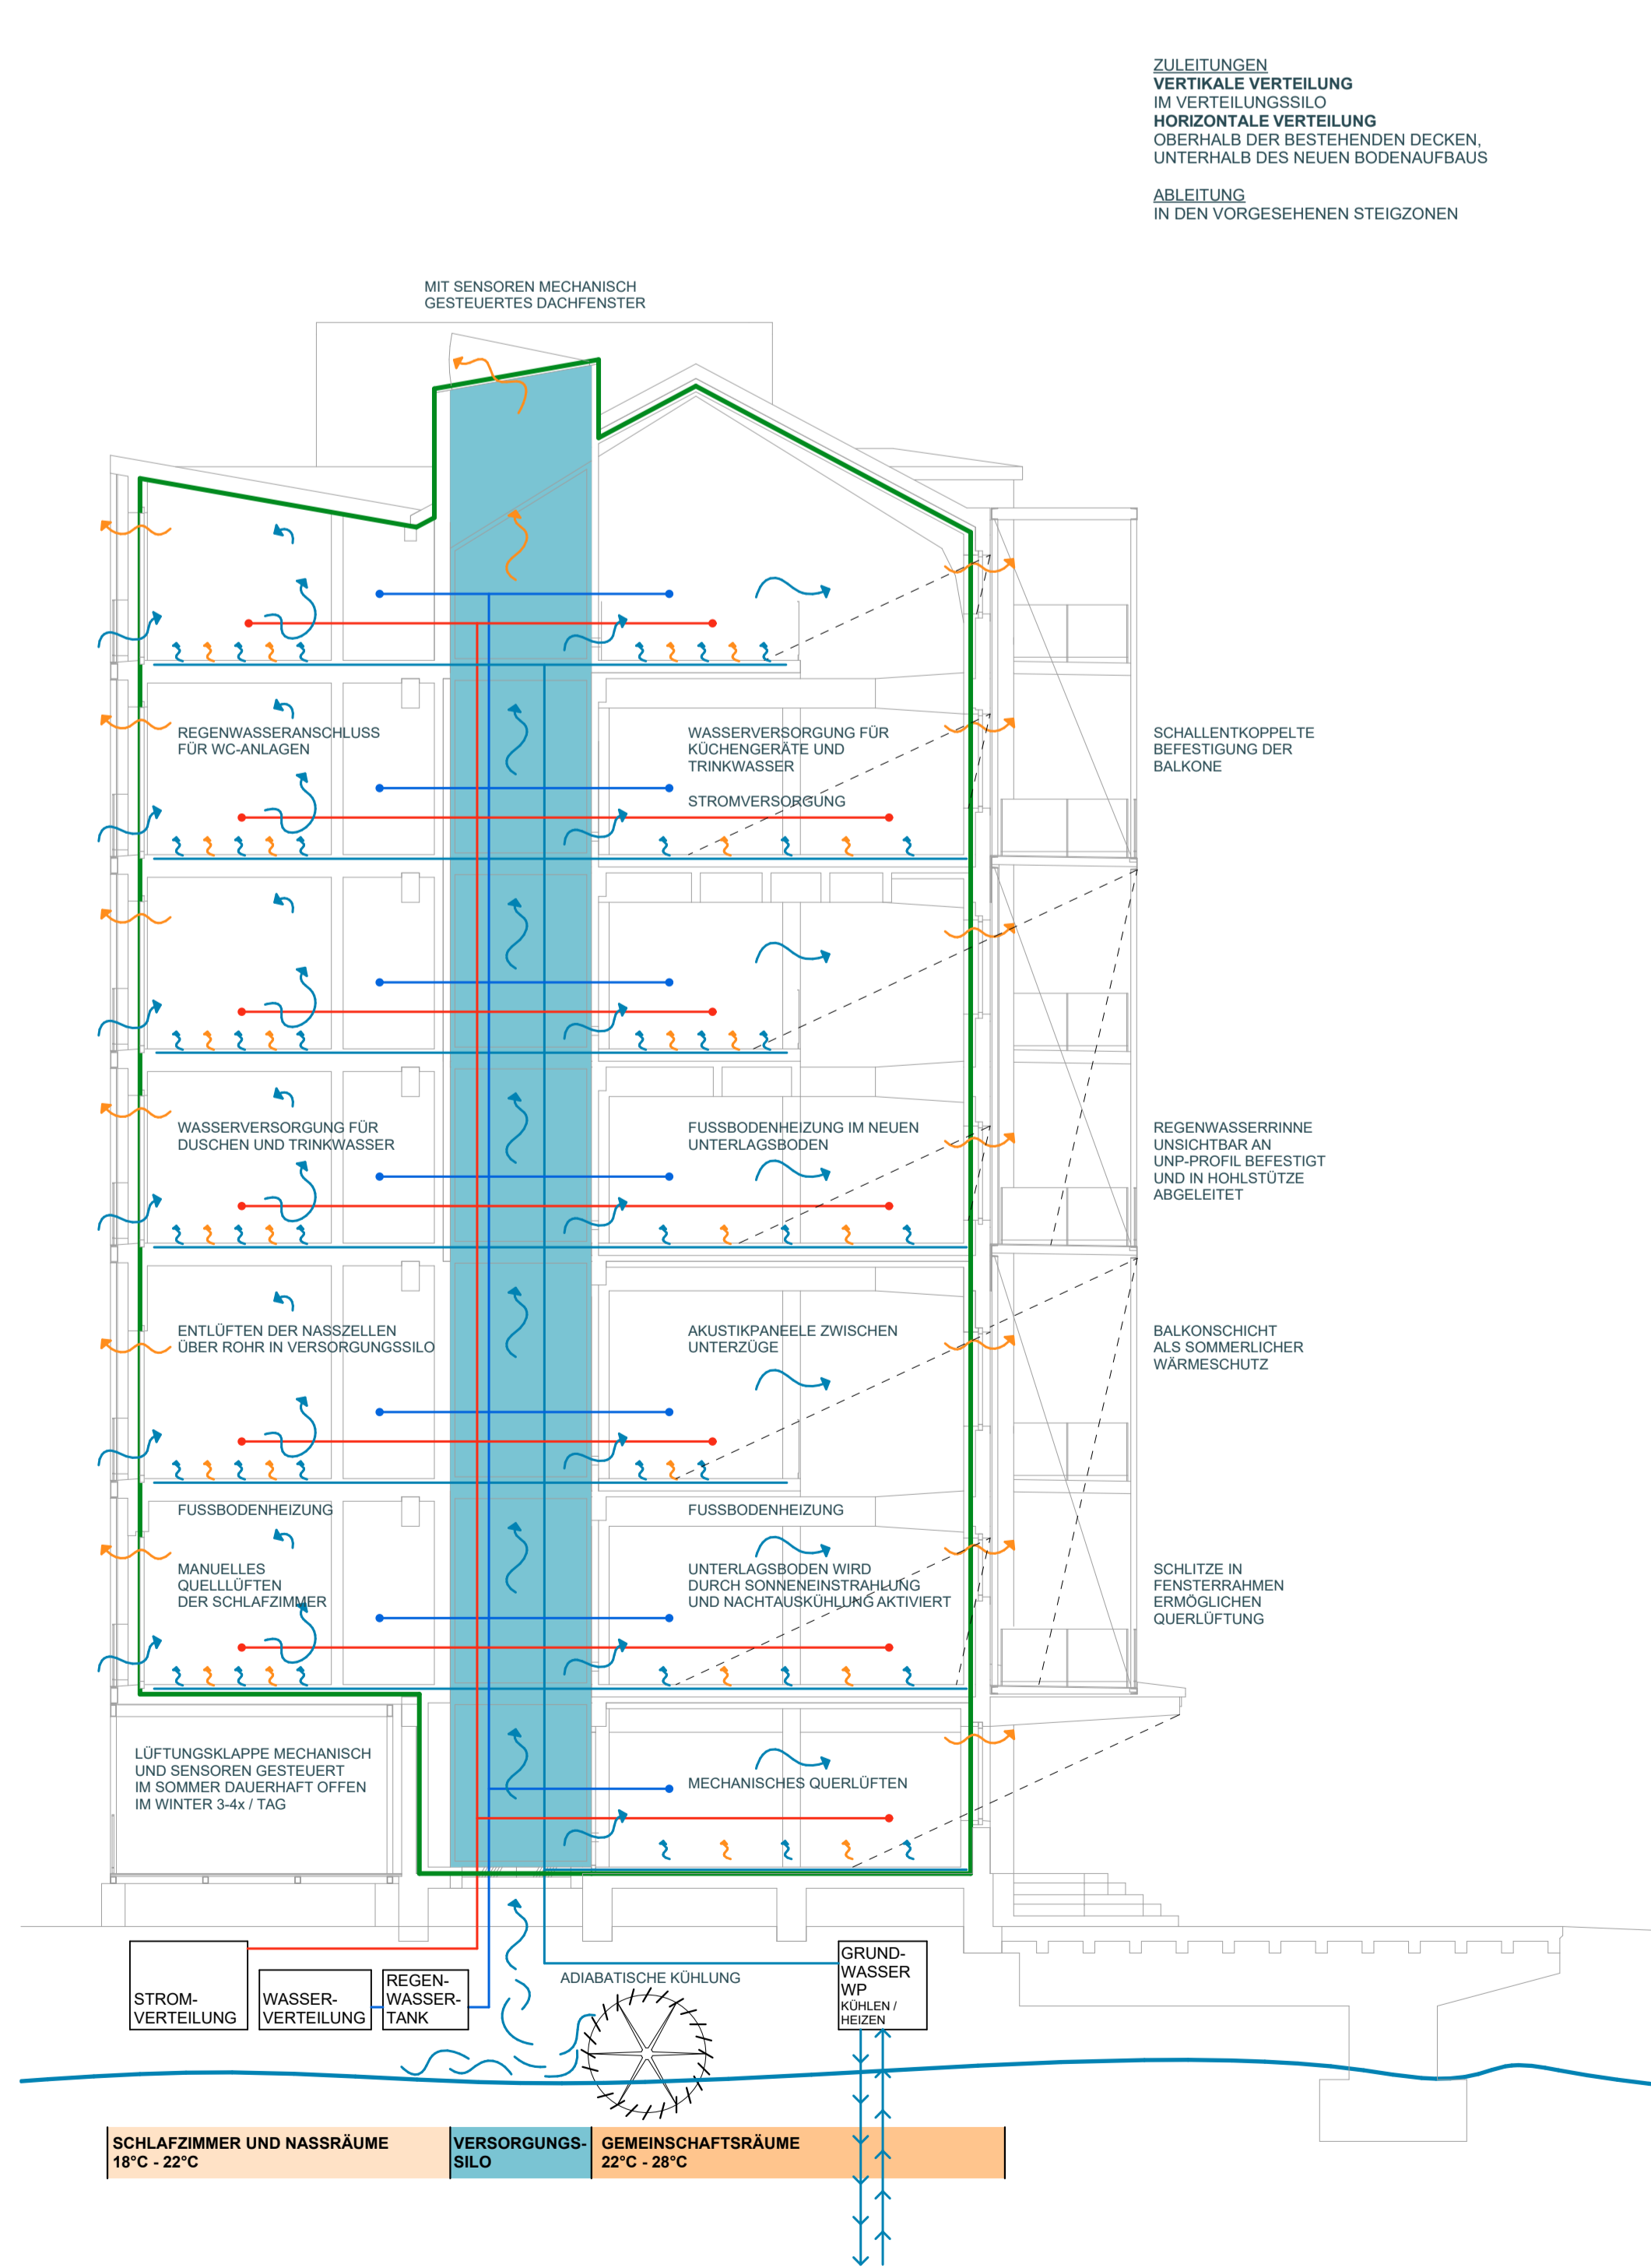 ZULEITUNGEN
VERTIKALE VERTEILUNG
IM VERTEILUNGSSILO
HORIZONTALE VERTEILUNG
OBERHALB DER BESTEHENDEN DECKEN,
UNTERHALB DES NEUEN BODENAUFBAUS
ABLEITUNG
IN DEN VORGESEHENEN STEIGZONEN
MIT SENSOREN MECHANISCH
GESTEUERTES DACHFENSTER
REGENWASSERANSCHLUSS
FÜR WC-ANLAGEN
WASSERVERSORGUNG FÜR
KÜCHENGERÄTE UND
TRINKWASSER
STROMVERSORGUNG
SCHALLENTKOPPELTE
BEFESTIGUNG DER
BALKONE
WASSERVERSORGUNG FÜR
DUSCHEN UND TRINKWASSER
FUSSBODENHEIZUNG IM NEUEN
UNTERLAGSBODEN
REGENWASSERRINNE
UNSICHTBAR AN
UNP-PROFIL BEFESTIGT
UND IN HOHLSTÜTZE
ABGELEITET
ENTLÜFTEN DER NASSZELLEN
ÜBER ROHR IN VERSORGUNGSSILO
AKUSTIKPANEELE ZWISCHEN
UNTERZÜGE
BALKONSCHICHT
ALS SOMMERLICHER
WÄRMESCHUTZ
FUSSBODENHEIZUNG
FUSSBODENHEIZUNG
MANUELLES
QUELLLÜFTEN
DER SCHLAFZIMMER
UNTERLAGSBODEN WIRD
DURCH SONNENEINSTRAHLUNG
UND NACHTAUSKÜHLUNG AKTIVIERT
SCHLITZE IN
FENSTERRAHMEN
ERMÖGLICHEN
QUERLÜFTUNG
LÜFTUNGSKLAPPE MECHANISCH
UND SENSOREN GESTEUERT
IM SOMMER DAUERHAFT OFFEN
IM WINTER 3-4x / TAG
MECHANISCHES QUERLÜFTEN
STROM-
VERTEILUNG
WASSER-
VERTEILUNG
REGEN-
WASSER-
TANK
ADIABATISCHE KÜHLUNG
GRUND-
WASSER
WP
KÜHLEN /
HEIZEN
SCHLAFZIMMER UND NASSRÄUME
18°C - 22°C
VERSORGUNGS-
SILO
GEMEINSCHAFTSRÄUME
22°C - 28°C